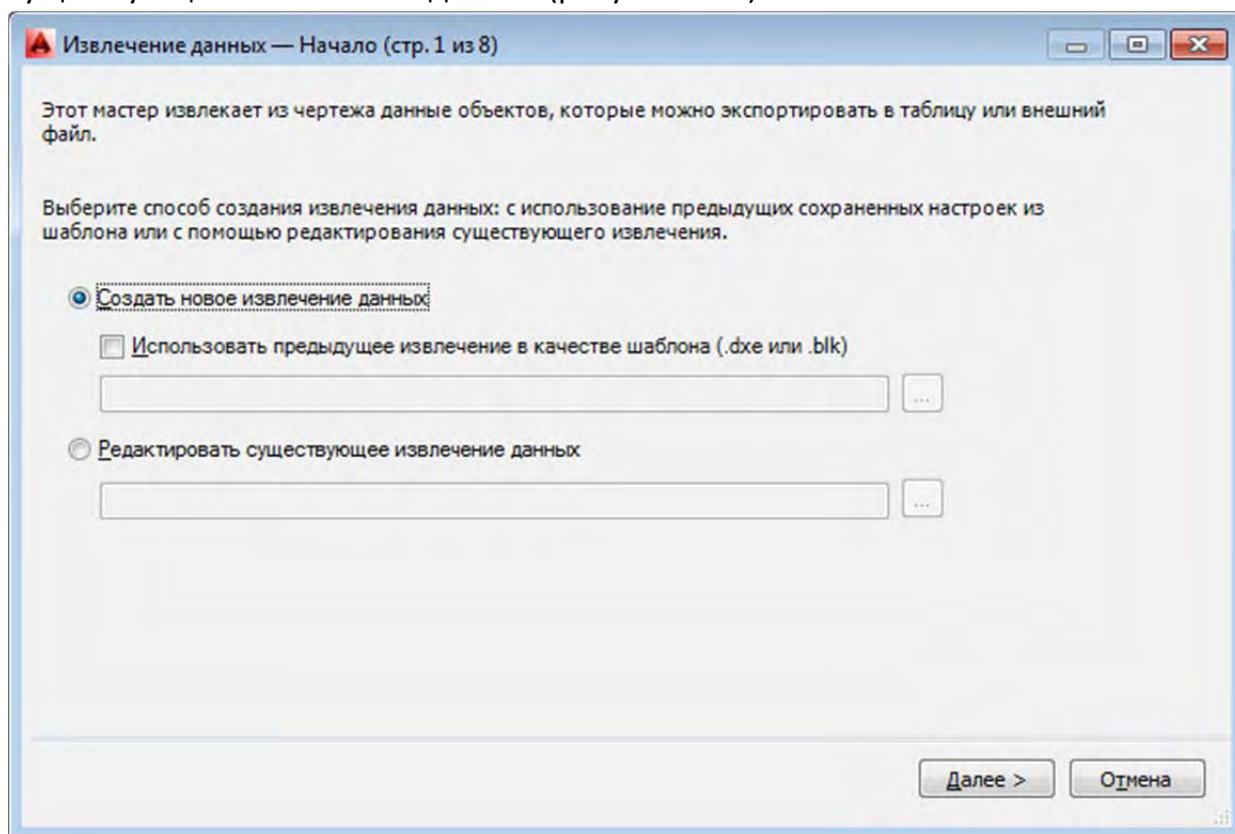 Извлечение данных — Начало (стр. 1 из 8)
Этот мастер извлекает из чертежа данные объектов, которые можно экспортировать в таблицу или внешний
файл.
Выберите способ создания извлечения данных: с использование предыдущих сохраненных настроек из
шаблона или с помощью редактирования существующего извлечения.
Создать новое извлечение данных
Использовать предыдущее извлечение в качестве шаблона (.dxe или .blk)
...
Редактировать существующее извлечение данных
...
Далее >
Отмена